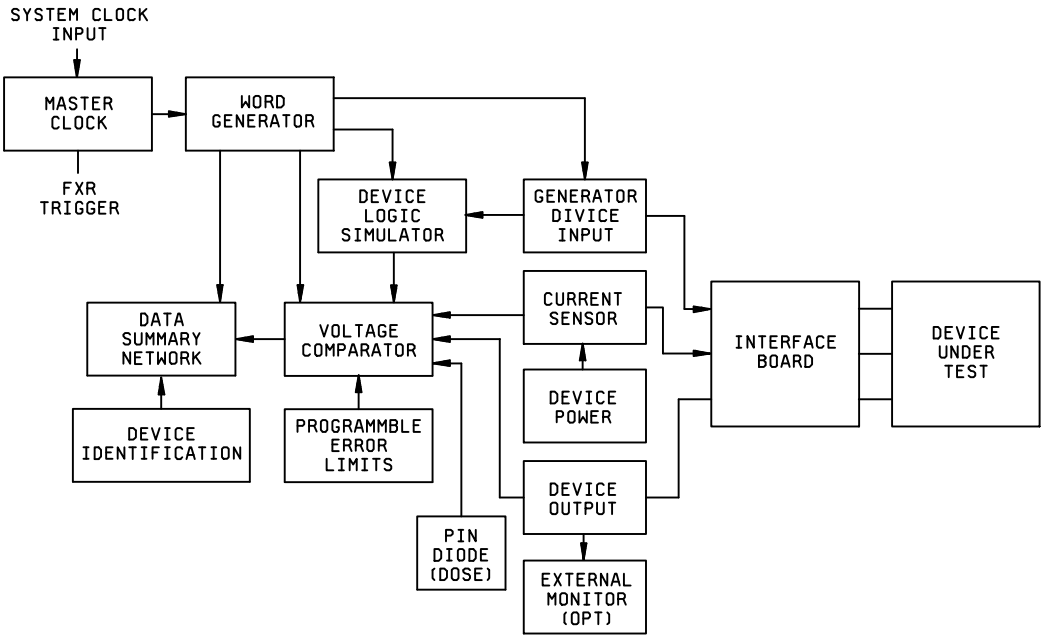 SYSTEM CLOCK
INPUT
MASTER
CLOCK
WORD
GENERATOR
FXR
TRIGGER
DEVICE
LOGIC
SIMULATOR
GENERATOR
DIVICE
INPUT
DATA
SUMMARY
NETWORK
VOLTAGE
COMPARATOR
CURRENT
SENSOR
INTERFACE
BOARD
DEVICE
UNDER
TEST
DEVICE
IDENTIFICATION
PROGRAMMBLE
ERROR
LIMITS
DEVICE
POWER
DEVICE
OUTPUT
PIN
DIODE
(DOSE)
EXTERNAL
MONITOR
(OPT)